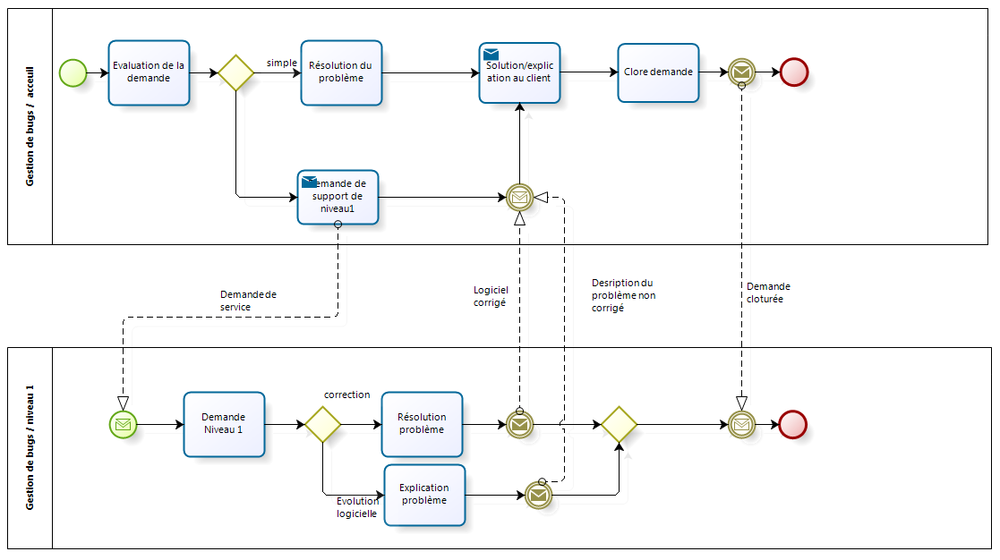 Gestion de bugs / acceuil
Evaluation de la
demande
simple
Résolution du
problème
Solution/explic
ation au client
Clore demande
emande de
support de
niveau1
Demande de
service
Logiciel
corrigé
Desription du
problème non
corrigé
Demande
cloturée
Gestion de bugs / niveau 1
Demande
Niveau 1
correction
Résolution
problème
Evolution
logicielle
Explication
problème